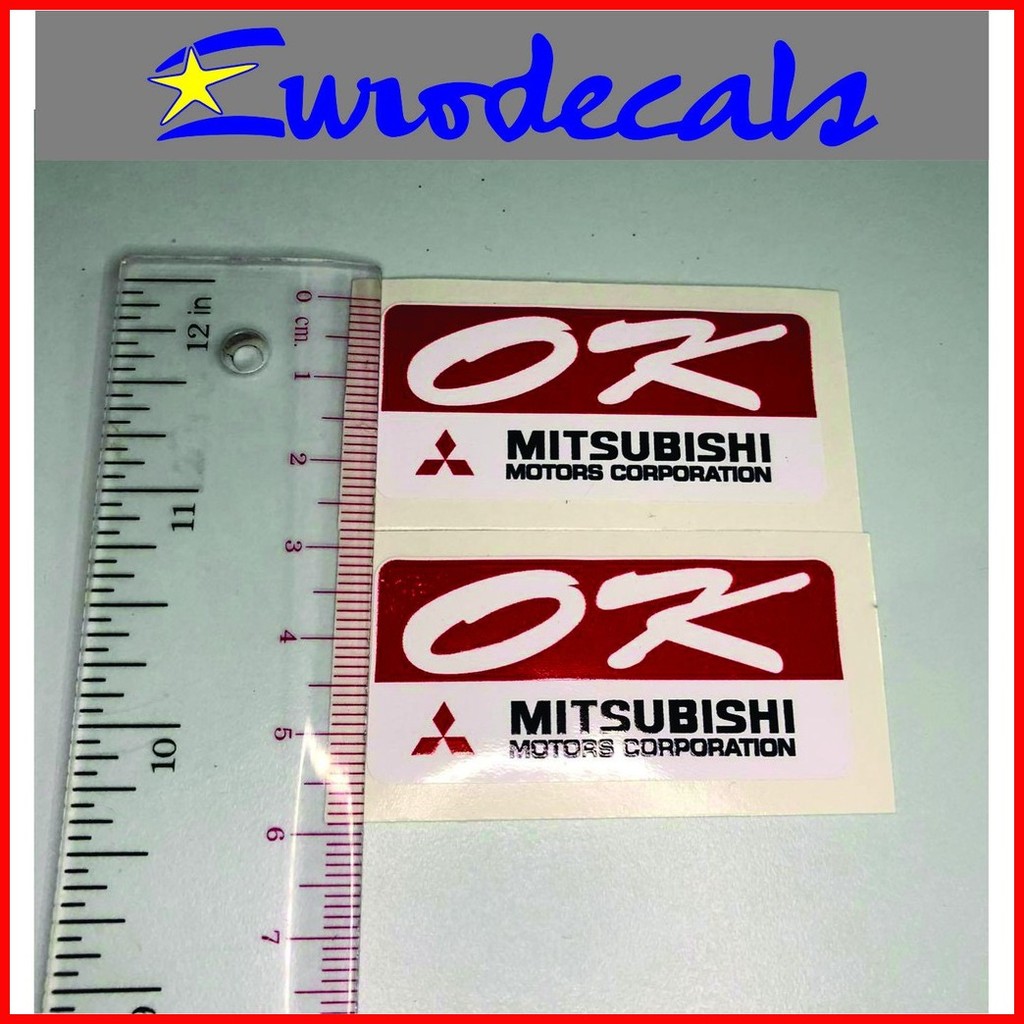 Eurodecals
0 cm.
1
2
3
4
5
6
7
12 in
11
10
9
OK
MITSUBISHI
MOTORS CORPORATION
OK
MITSUBISHI
MOTORS CORPORATION